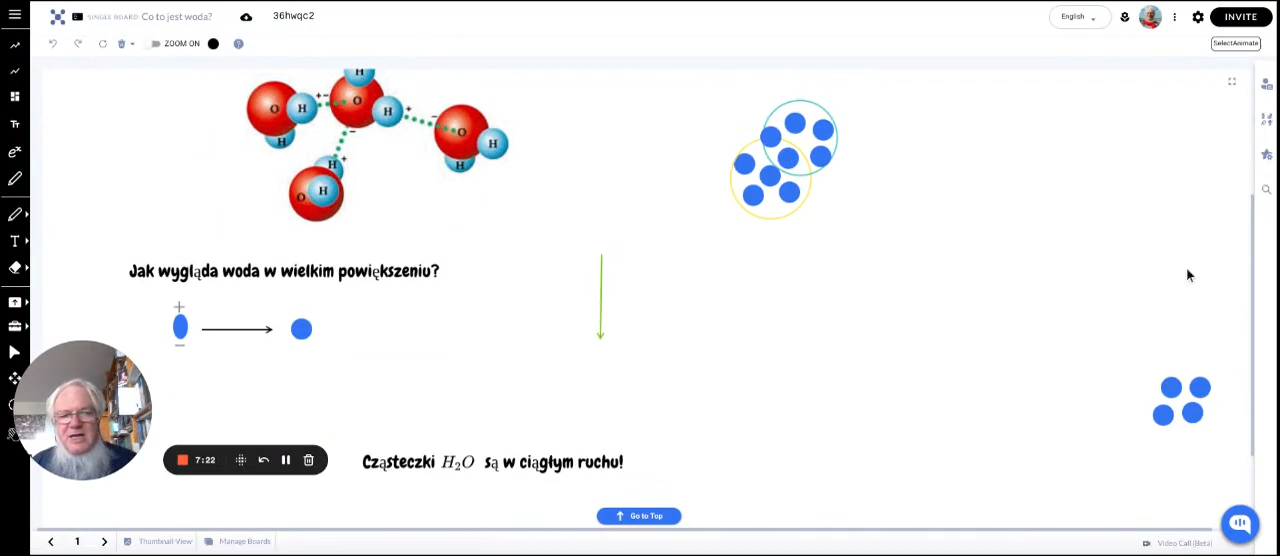 SINGLE BOARD Co to jest woda?
36hwqc2
English
INVITE
ZOOM ON
SelectAnimate
H
O H +- O H + - O H
H - H
H +
O H
Jak wygląda woda w wielkim powiększeniu?
+
−
7:22
Cząsteczki H₂O są w ciągłym ruchu!
Go to Top
1 Thumbnail View Manage Boards
Video Call(Beta)